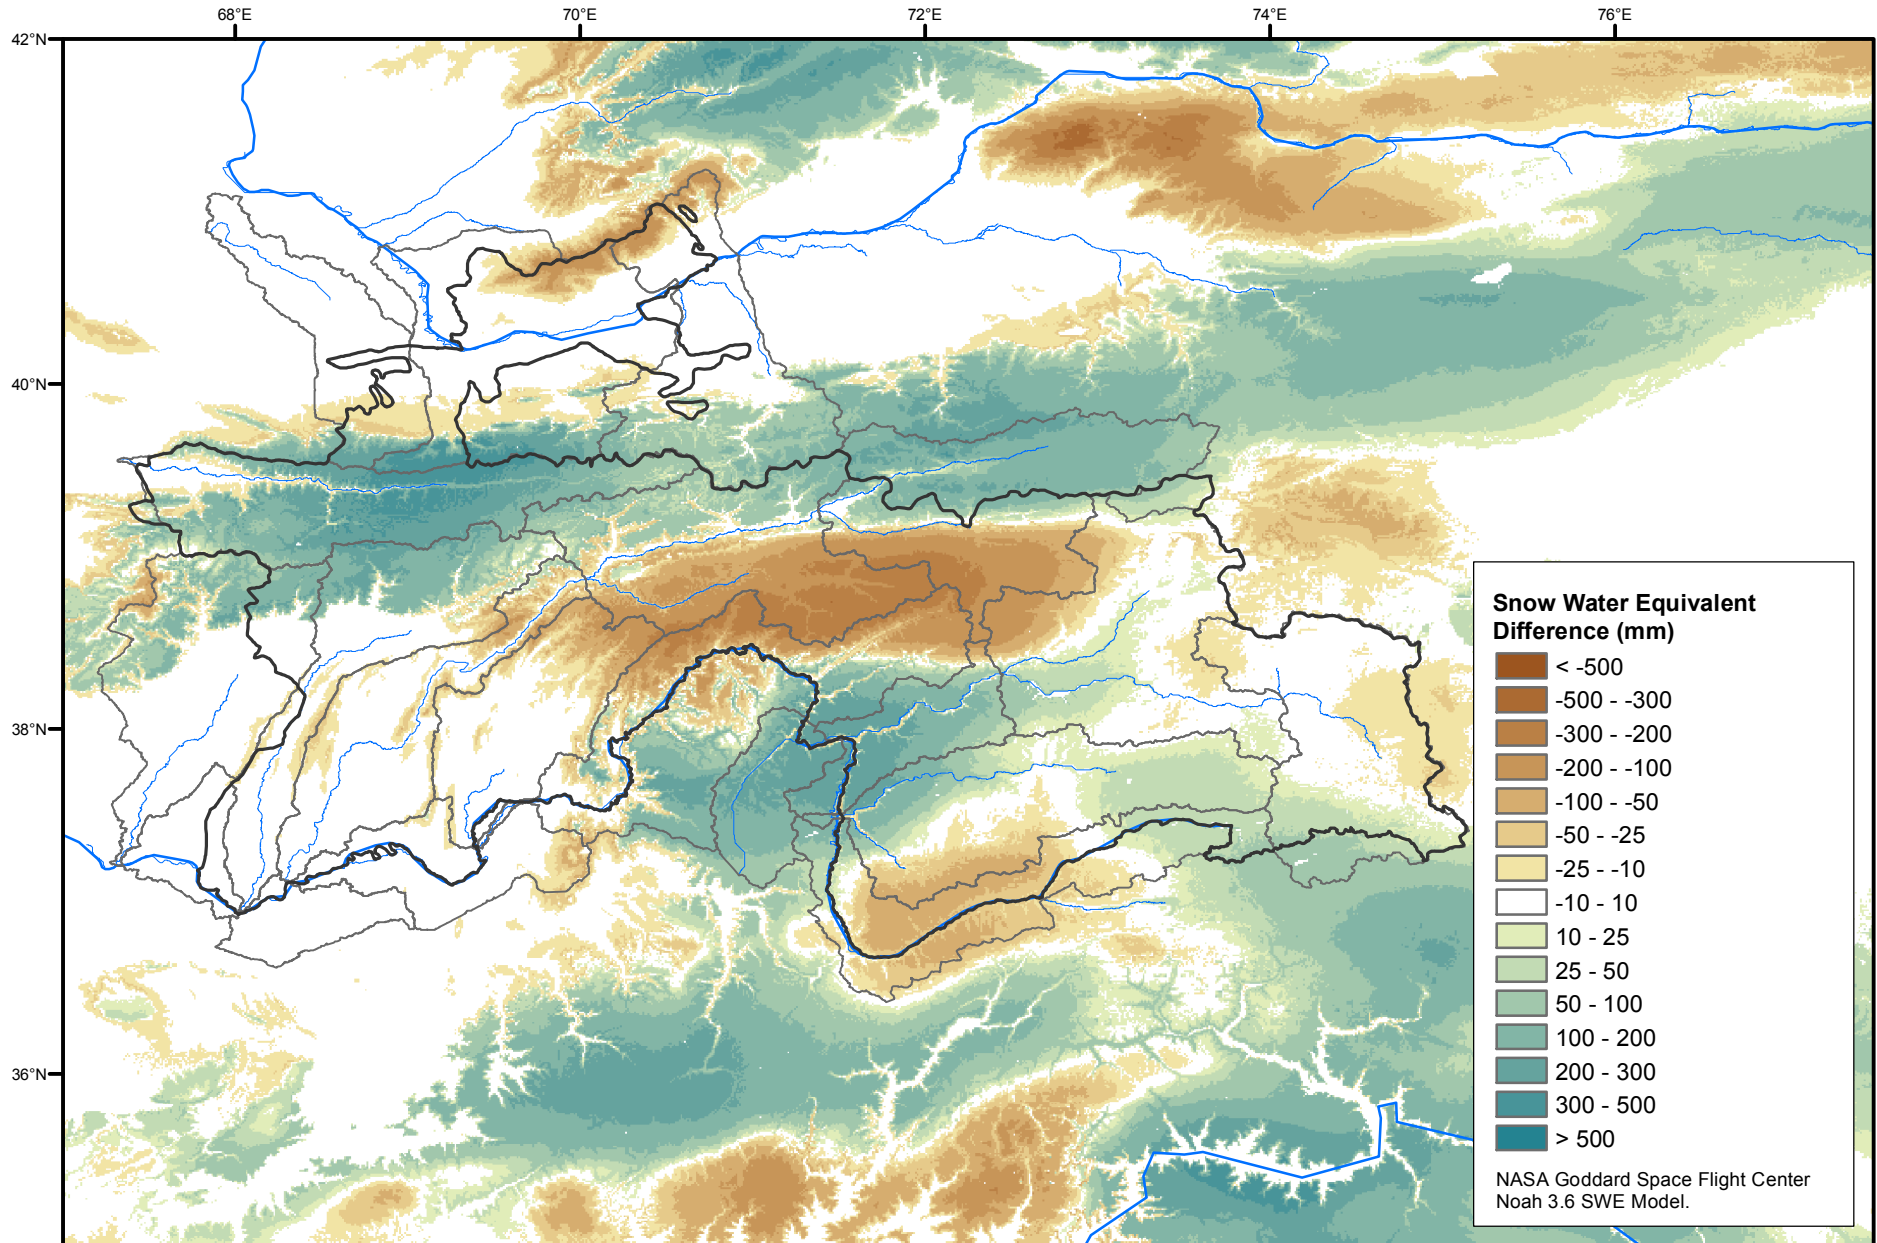 68°E 70°E 72°E 74°E 76°E
42°N
40°N
38°N
36°N
Snow Water Equivalent
Difference (mm)
< -500
-500 - -300
-300 - -200
-200 - -100
-100 - -50
-50 - -25
-25 - -10
-10 - 10
10 - 25
25 - 50
50 - 100
100 - 200
200 - 300
300 - 500
> 500
NASA Goddard Space Flight Center
Noah 3.6 SWE Model.